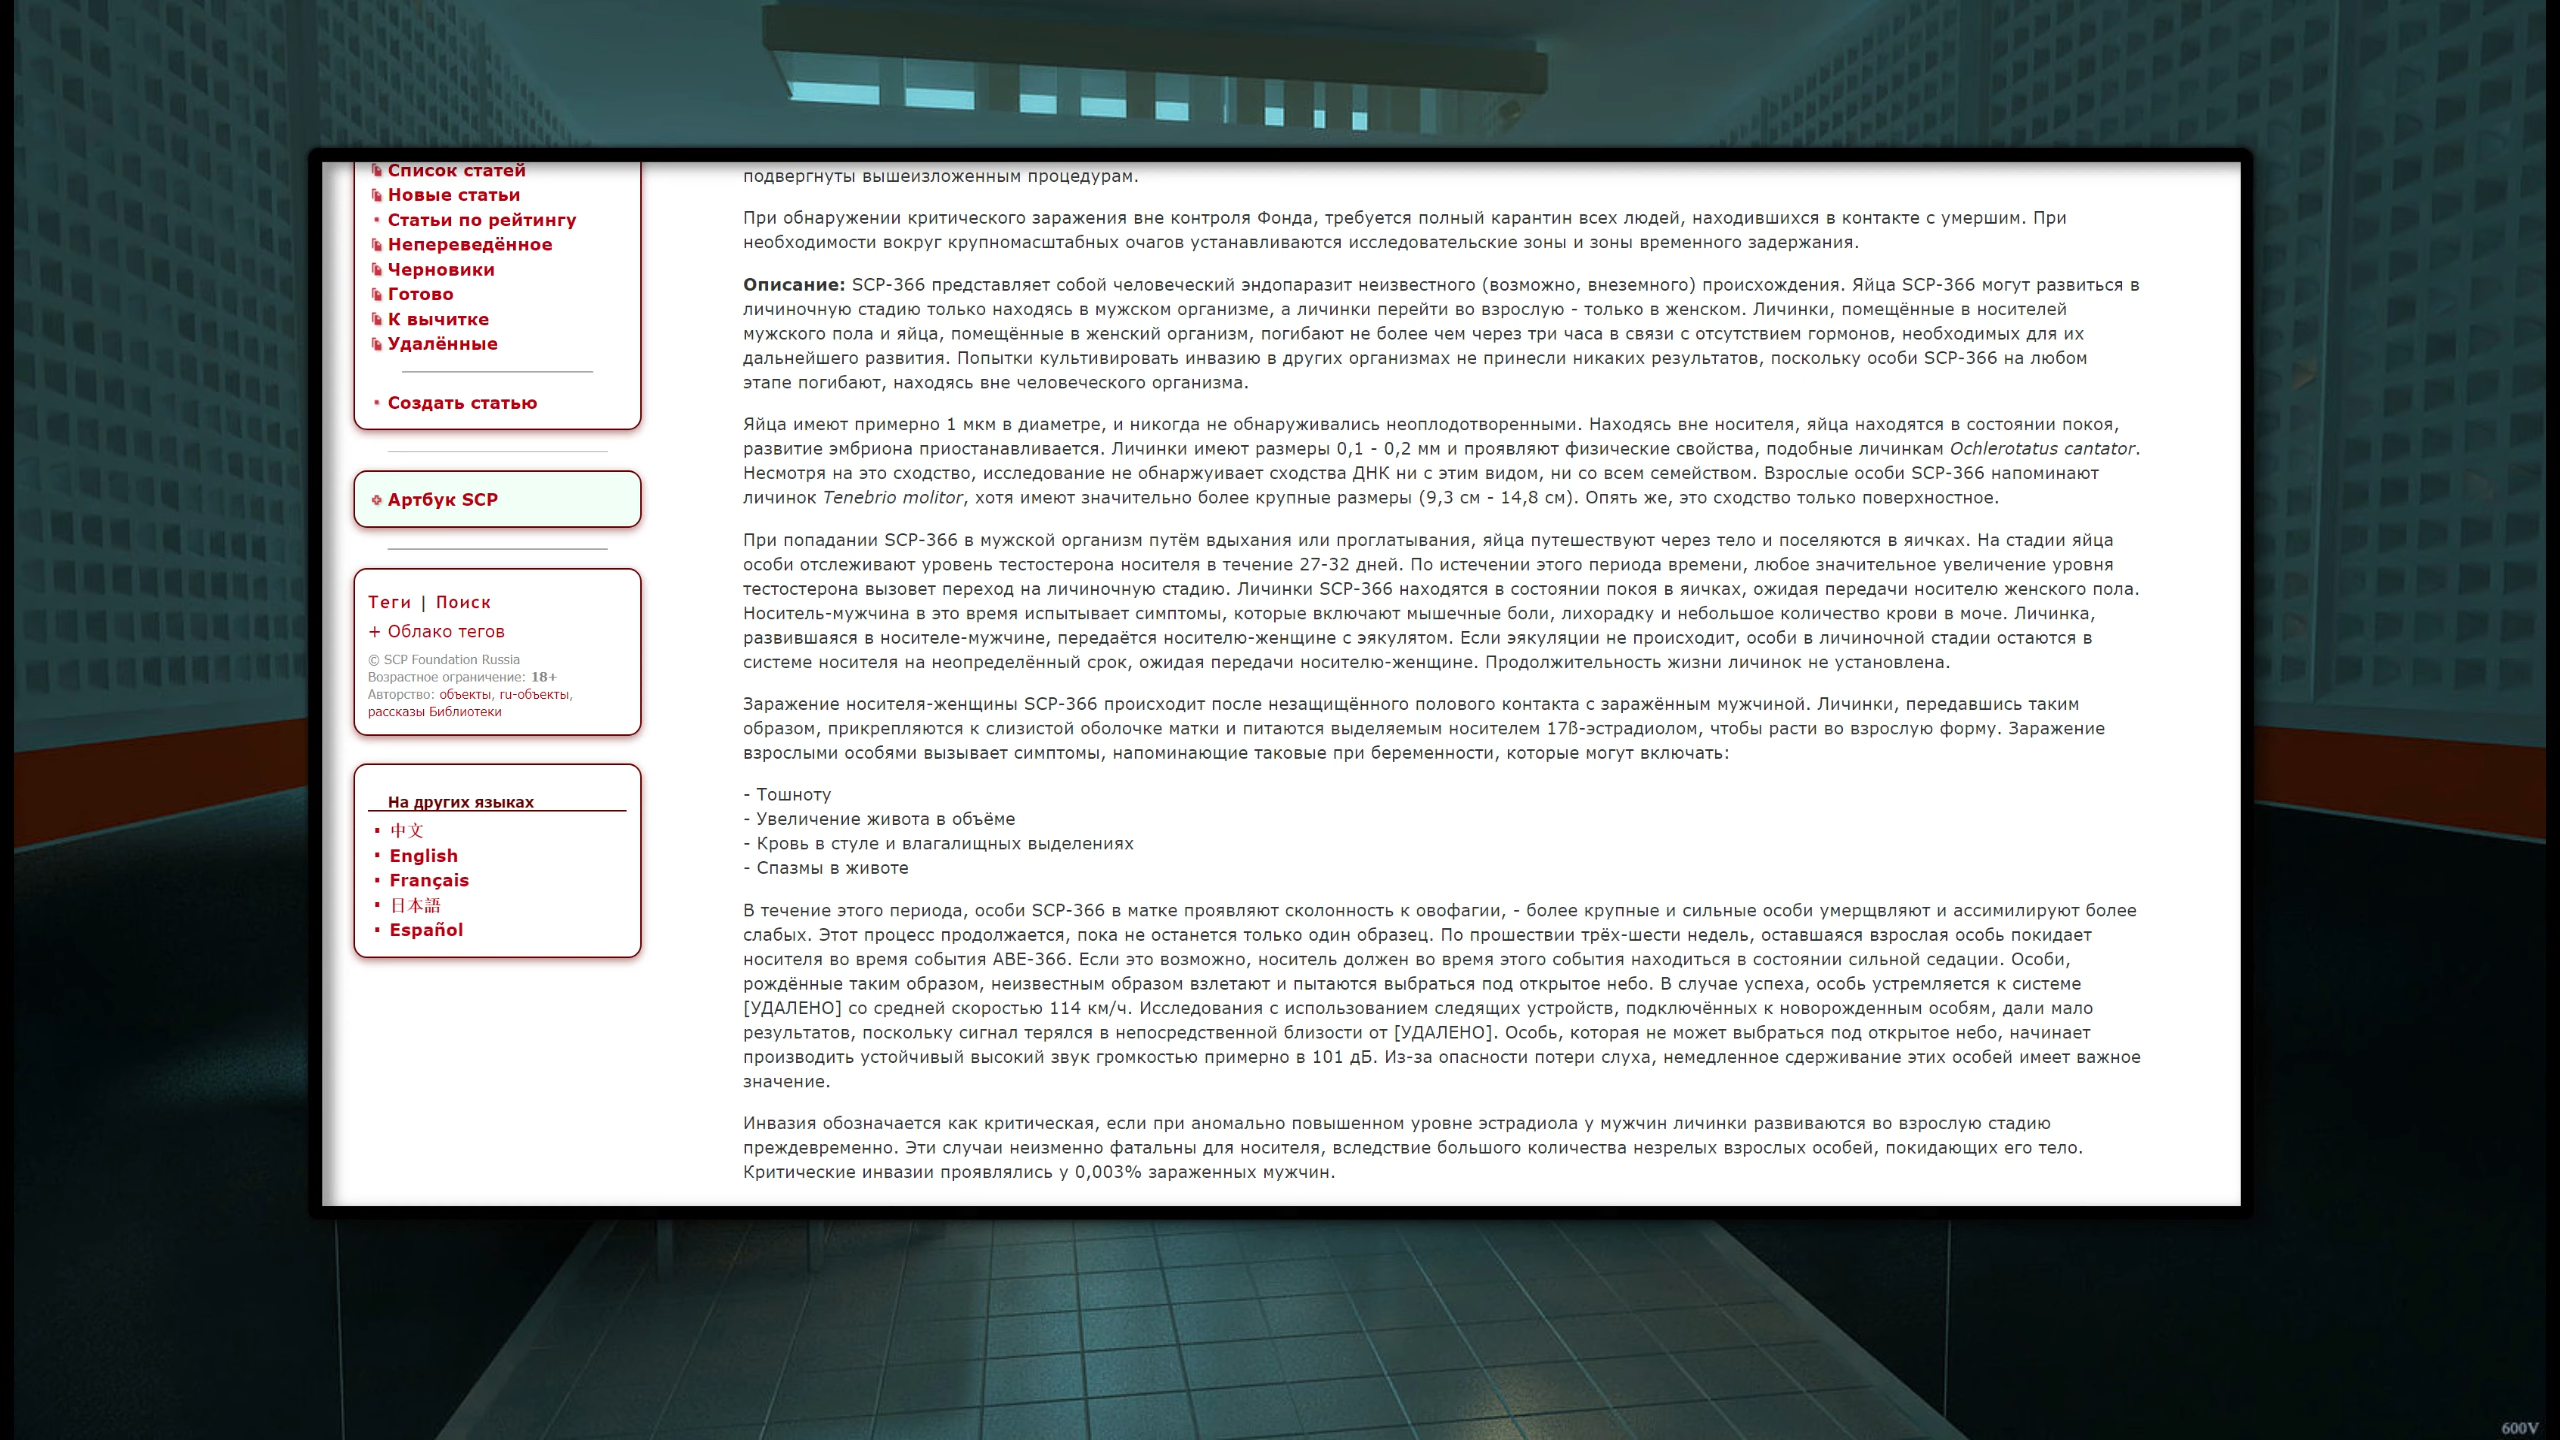 Список статей
Новые статьи
Статьи по рейтингу
Непереведённое
Черновики
Готово
К вычитке
Удалённые
Создать статью
Артбук SCP
Теги | Поиск
+ Облако тегов
© SCP Foundation Russia
Возрастное ограничение: 18+
Авторство: объекты, ru-объекты,
рассказы Библиотеки
На других языках
中文
English
Français
日本語
Español
подвергнуты вышеизложенным процедурам.
При обнаружении критического заражения вне контроля Фонда, требуется полный карантин всех людей, находившихся в контакте с умершим. При
необходимости вокруг крупномасштабных очагов устанавливаются исследовательские зоны и зоны временного задержания.
Описание: SCP-366 представляет собой человеческий эндопаразит неизвестного (возможно, внеземного) происхождения. Яйца SCP-366 могут развиться в
личиночную стадию только находясь в мужском организме, а личинки перейти во взрослую - только в женском. Личинки, помещённые в носителей
мужского пола и яйца, помещённые в женский организм, погибают не более чем через три часа в связи с отсутствием гормонов, необходимых для их
дальнейшего развития. Попытки культивировать инвазию в других организмах не принесли никаких результатов, поскольку особи SCP-366 на любом
этапе погибают, находясь вне человеческого организма.
Яйца имеют примерно 1 мкм в диаметре, и никогда не обнаруживались неоплодотворенными. Находясь вне носителя, яйца находятся в состоянии покоя,
развитие эмбриона приостанавливается. Личинки имеют размеры 0,1 - 0,2 мм и проявляют физические свойства, подобные личинкам Ochlerotatus cantator.
Несмотря на это сходство, исследование не обнаржуивает сходства ДНК ни с этим видом, ни со всем семейством. Взрослые особи SCP-366 напоминают
личинок Tenebrio molitor, хотя имеют значительно более крупные размеры (9,3 см - 14,8 см). Опять же, это сходство только поверхностное.
При попадании SCP-366 в мужской организм путём вдыхания или проглатывания, яйца путешествуют через тело и поселяются в яичках. На стадии яйца
особи отслеживают уровень тестостерона носителя в течение 27-32 дней. По истечении этого периода времени, любое значительное увеличение уровня
тестостерона вызовет переход на личиночную стадию. Личинки SCP-366 находятся в состоянии покоя в яичках, ожидая передачи носителю женского пола.
Носитель-мужчина в это время испытывает симптомы, которые включают мышечные боли, лихорадку и небольшое количество крови в моче. Личинка,
развившаяся в носителе-мужчине, передаётся носителю-женщине с эякулятом. Если эякуляции не происходит, особи в личиночной стадии остаются в
системе носителя на неопределённый срок, ожидая передачи носителю-женщине. Продолжительность жизни личинок не установлена.
Заражение носителя-женщины SCP-366 происходит после незащищённого полового контакта с заражённым мужчиной. Личинки, передавшись таким
образом, прикрепляются к слизистой оболочке матки и питаются выделяемым носителем 17ß-эстрадиолом, чтобы расти во взрослую форму. Заражение
взрослыми особями вызывает симптомы, напоминающие таковые при беременности, которые могут включать:
- Тошноту
- Увеличение живота в объёме
- Кровь в стуле и влагалищных выделениях
- Спазмы в животе
В течение этого периода, особи SCP-366 в матке проявляют сколонность к овофагии, - более крупные и сильные особи умерщвляют и ассимилируют более
слабых. Этот процесс продолжается, пока не останется только один образец. По прошествии трёх-шести недель, оставшаяся взрослая особь покидает
носителя во время события АВЕ-366. Если это возможно, носитель должен во время этого события находиться в состоянии сильной седации. Особи,
рождённые таким образом, неизвестным образом взлетают и пытаются выбраться под открытое небо. В случае успеха, особь устремляется к системе
[УДАЛЕНО] со средней скоростью 114 км/ч. Исследования с использованием следящих устройств, подключённых к новорожденным особям, дали мало
результатов, поскольку сигнал терялся в непосредственной близости от [УДАЛЕНО]. Особь, которая не может выбраться под открытое небо, начинает
производить устойчивый высокий звук громкостью примерно в 101 дБ. Из-за опасности потери слуха, немедленное сдерживание этих особей имеет важное
значение.
Инвазия обозначается как критическая, если при аномально повышенном уровне эстрадиола у мужчин личинки развиваются во взрослую стадию
преждевременно. Эти случаи неизменно фатальны для носителя, вследствие большого количества незрелых взрослых особей, покидающих его тело.
Критические инвазии проявлялись у 0,003% зараженных мужчин.
600V